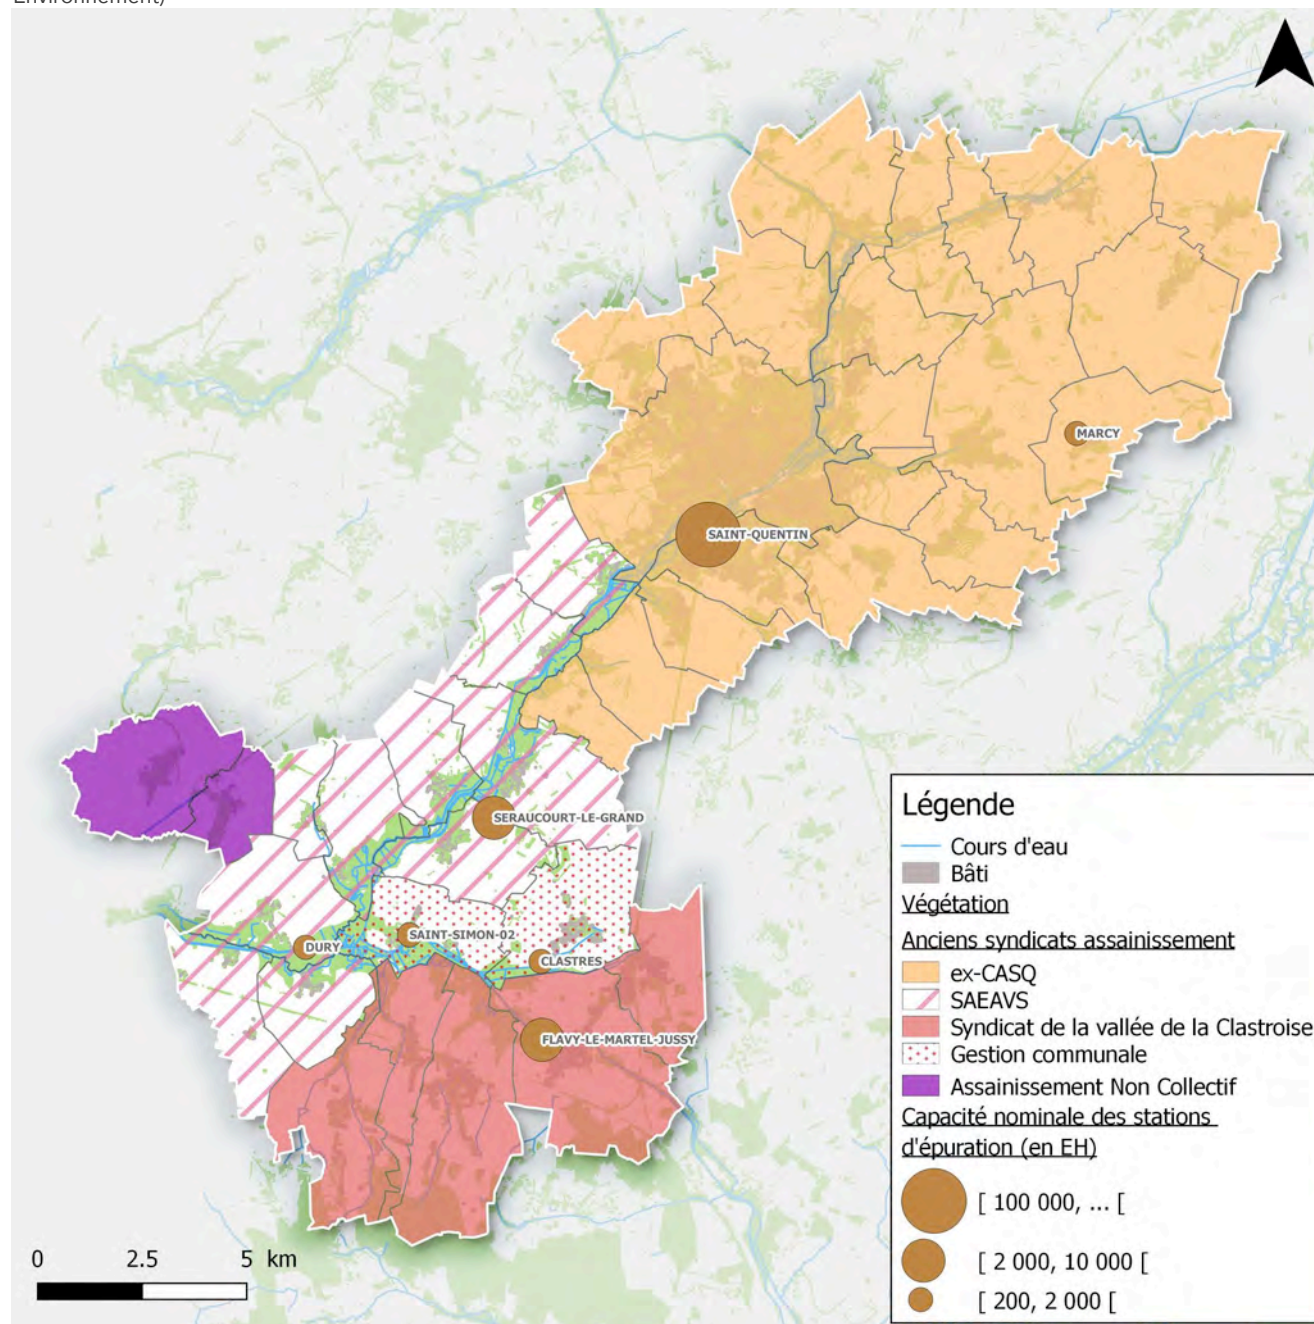 Environnement)
MARCY
SAINT-QUENTIN
SERAUCOURT-LE-GRAND
SAINT-SIMON-02
DURY
CLASTRES
FLAVY-LE-MARTEL-JUSSY
Légende
Cours d'eau
Bâti
Végétation
Anciens syndicats assainissement
ex-CASQ
SAEAVS
Syndicat de la vallée de la Clastroise
Gestion communale
Assainissement Non Collectif
Capacité nominale des stations
d'épuration (en EH)
[ 100 000, ... [
[ 2 000, 10 000 [
[ 200, 2 000 [
0 2.5 5 km